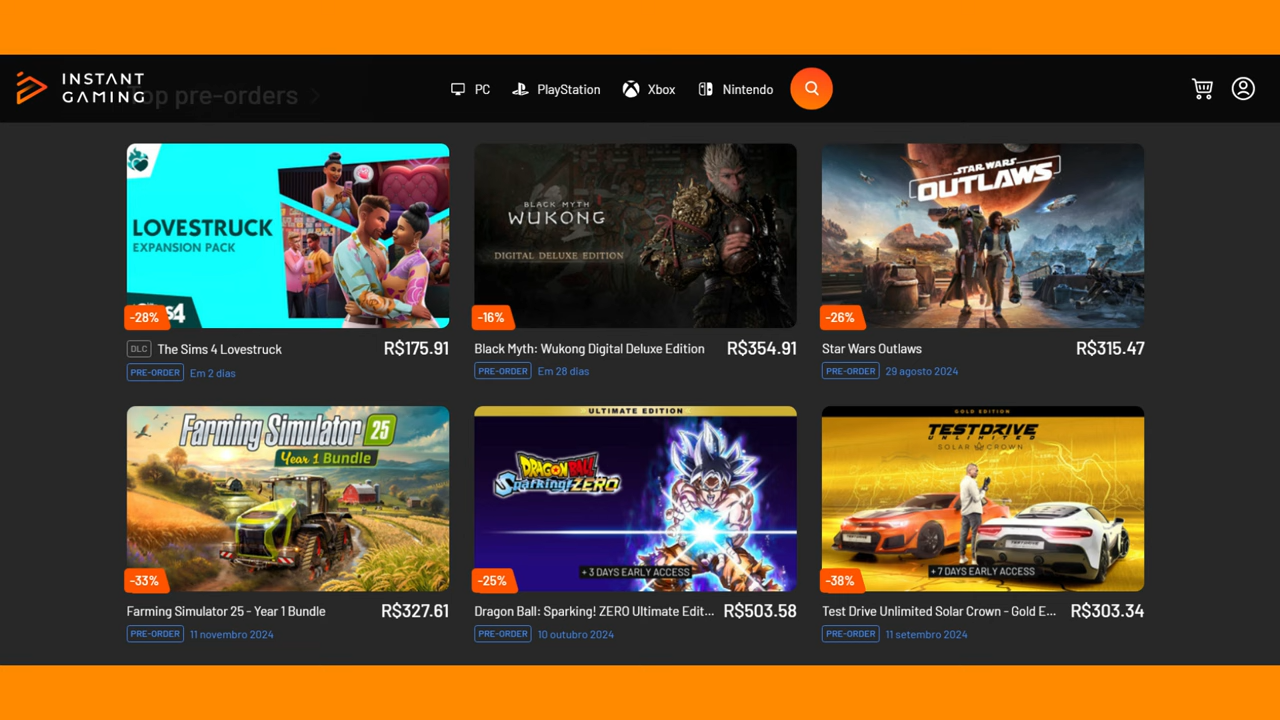 INSTANT
GAMING
Top pre-orders
PC
PlayStation
Xbox
Nintendo
LOVESTRUCK
EXPANSION PACK
-28%
DLC
The Sims 4 Lovestruck
R$175.91
PRE-ORDER
Em 2 dias
BLACK MYTH
WUKONG
DIGITAL DELUXE EDITION
-16%
Black Myth: Wukong Digital Deluxe Edition
R$354.91
PRE-ORDER
Em 28 dias
STAR WARS
OUTLAWS
-26%
Star Wars Outlaws
R$315.47
PRE-ORDER
29 agosto 2024
Farming Simulator 25
Year 1 Bundle
-33%
Farming Simulator 25 - Year 1 Bundle
R$327.61
PRE-ORDER
11 novembro 2024
ULTIMATE EDITION
DRAGON BALL
Sparking! ZERO
+ 3 DAYS EARLY ACCESS
-25%
Dragon Ball: Sparking! ZERO Ultimate Edit...
R$503.58
PRE-ORDER
10 outubro 2024
GOLD EDITION
TEST DRIVE
UNLIMITED
SOLAR CROWN
+ 7 DAYS EARLY ACCESS
-38%
Test Drive Unlimited Solar Crown - Gold E...
R$303.34
PRE-ORDER
11 setembro 2024